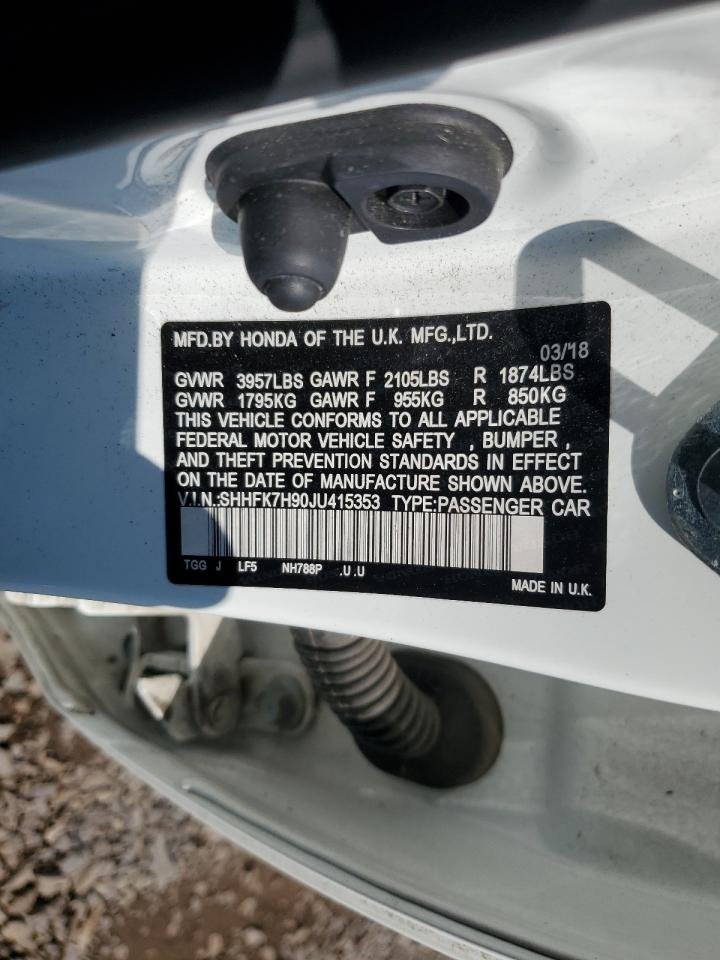 MFD.BY HONDA OF THE U.K. MFG.,LTD.
03/18
GVWR 3957LBS GAWR F 2105LBS R 1874LBS
GVWR 1795KG GAWR F 955KG R 850KG
THIS VEHICLE CONFORMS TO ALL APPLICABLE
FEDERAL MOTOR VEHICLE SAFETY , BUMPER ,
AND THEFT PREVENTION STANDARDS IN EFFECT
ON THE DATE OF MANUFACTURE SHOWN ABOVE.
V.I.N.:SHHFK7H90JU415353 TYPE:PASSENGER CAR
TGG J LF5 NH788P .U .U
MADE IN U.K.